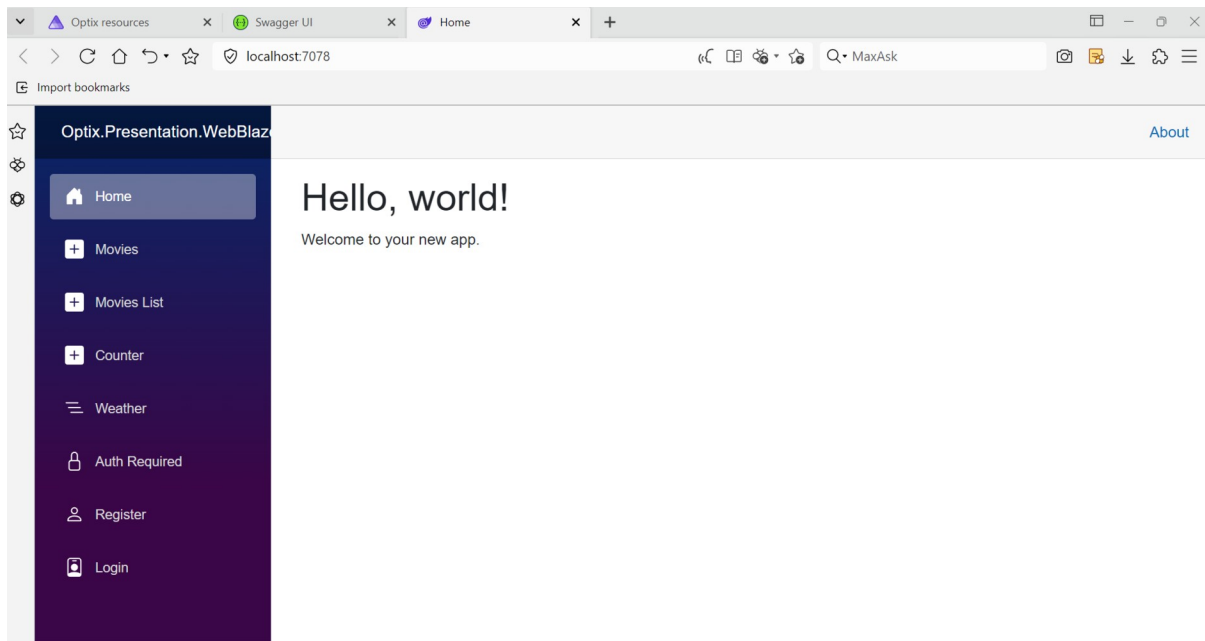 Optix resources
Swagger UI
Home
localhost:7078
MaxAsk
Import bookmarks
Optix.Presentation.WebBlaz
About
Home
Hello, world!
Welcome to your new app.
Movies
Movies List
Counter
Weather
Auth Required
Register
Login